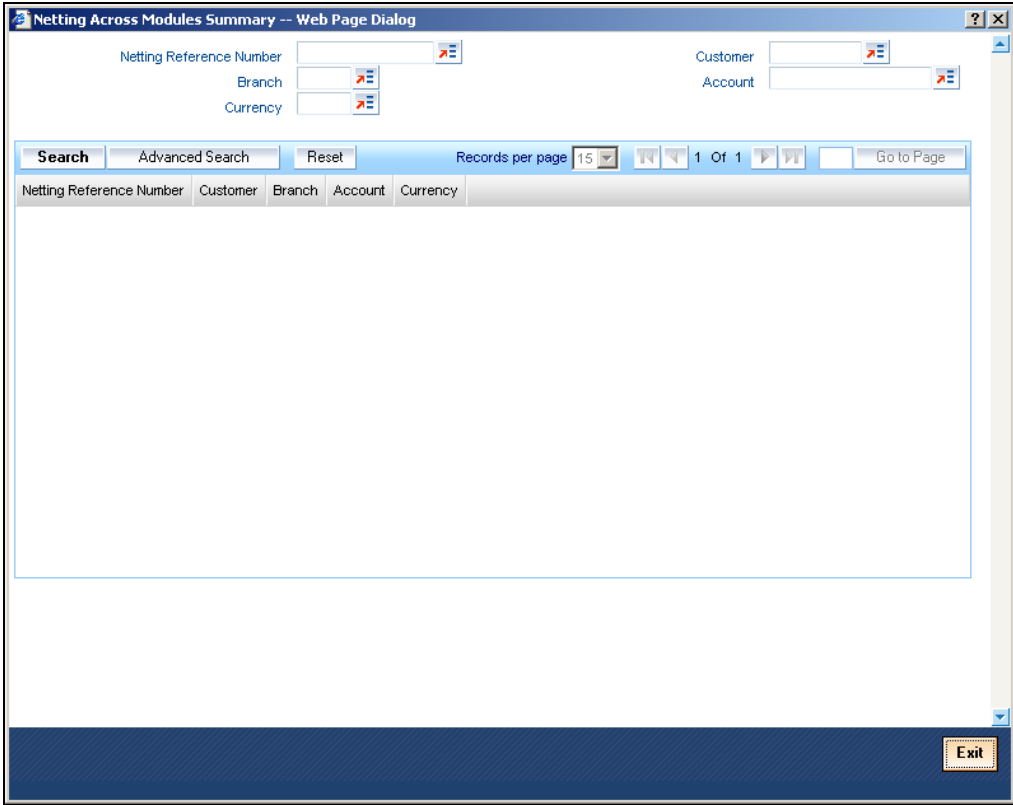 Netting Across Modules Summary -- Web Page Dialog ? X
Netting Reference Number Customer
Branch Account
Currency
Search Advanced Search Reset Records per page 15 1 Of 1 Go to Page
Netting Reference Number Customer Branch Account Currency
Exit